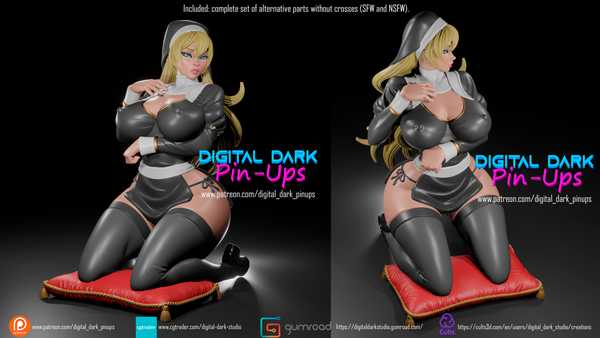 Included: complete set of alternative parts without crosses (SFW and NSFW).
DIGITAL DARK
Pin-Ups
www.patreon.com/digital_dark_pinups
DIGITAL DARK
Pin-Ups
www.patreon.com/digital_dark_pinups
www.patreon.com/digital_dark_pinups
cgtrader
www.cgtrader.com/digital-dark-studio
gumroad
https://digitaldarkstudio.gumroad.com/
Cults
https://cults3d.com/en/users/digital_dark_studio/creations